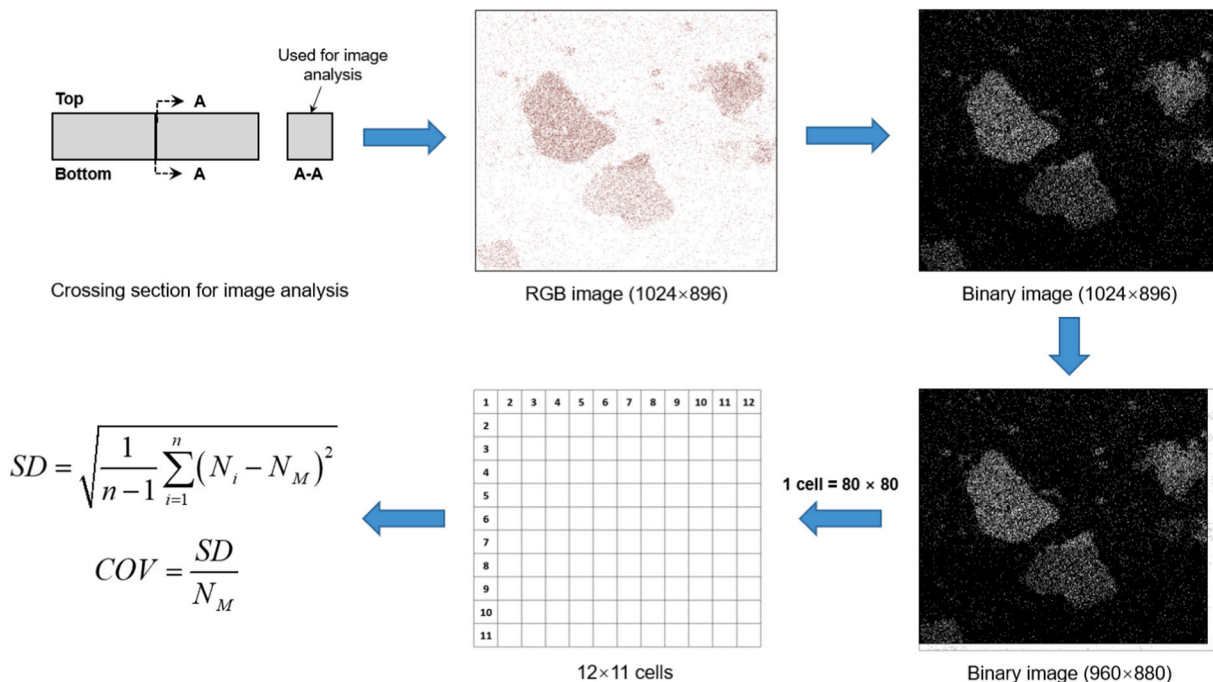 Used for image
analysis
Top
A
Bottom
A
A-A
Crossing section for image analysis
RGB image (1024×896)
Binary image (1024×896)
Binary image (960×880)
1 cell = 80 × 80
1 2 3 4 5 6 7 8 9 10 11 12
2
3
4
5
6
7
8
9
10
11
12×11 cells
SD = √(1/(n−1) ∑_{i=1}^{n} (N_i − N_M)²)
COV = SD/N_M